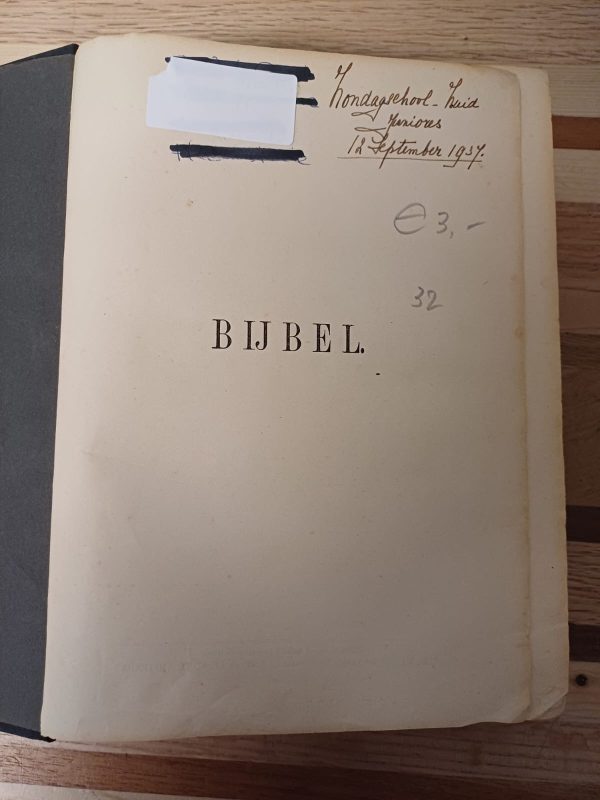 Zondagschool - Zuid
Juniores
12 September 1937.
€ 3,-
32
BIJBEL.